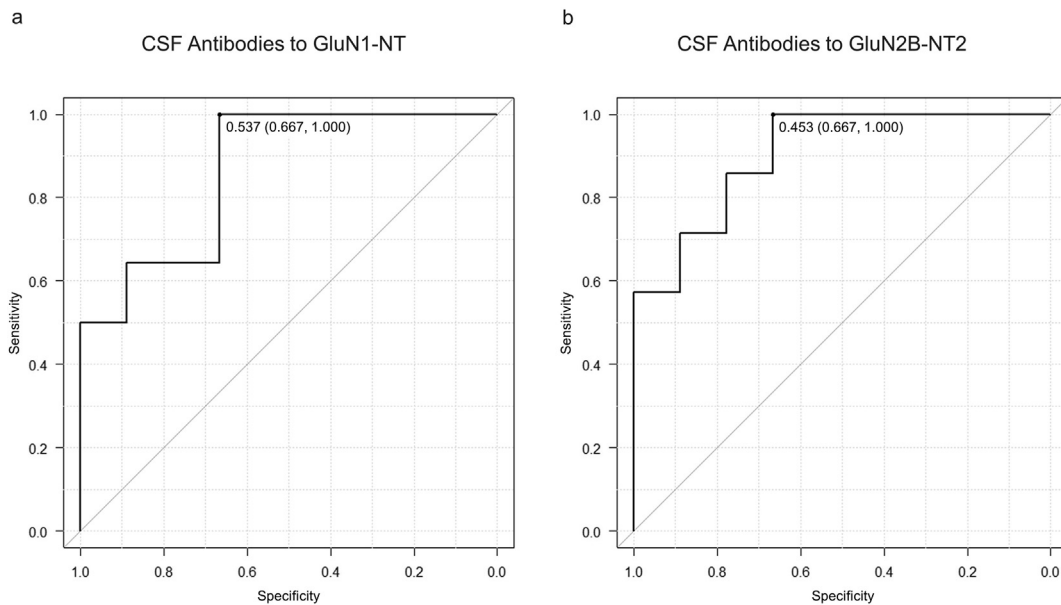 a
CSF Antibodies to GluN1-NT
1.0
0.8
0.6
0.4
0.2
0.0
Sensitivity
0.537 (0.667, 1.000)
1.0 0.8 0.6 0.4 0.2 0.0
Specificity
b
CSF Antibodies to GluN2B-NT2
1.0
0.8
0.6
0.4
0.2
0.0
Sensitivity
0.453 (0.667, 1.000)
1.0 0.8 0.6 0.4 0.2 0.0
Specificity